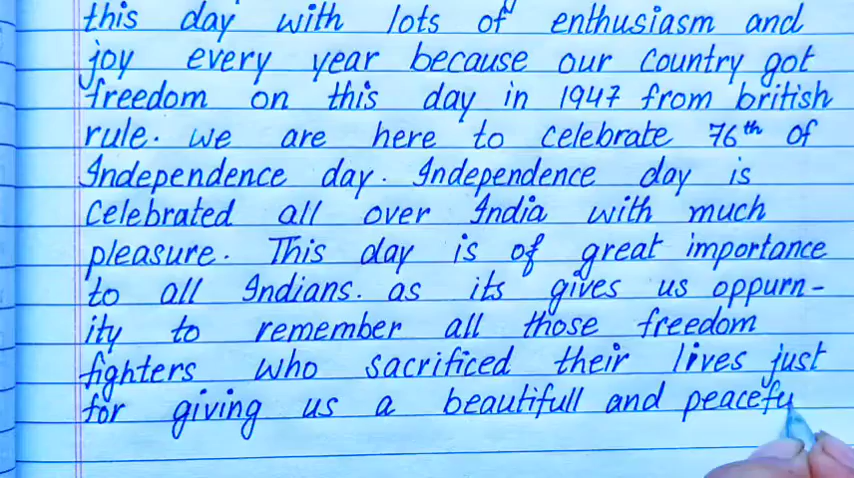 this day with lots of enthusiasm and
joy every year because our country got
freedom on this day in 1947 from british
rule. we are here to celebrate 76th of
Independence day. Independence day is
celebrated all over India with much
pleasure. This day is of great importance
to all Indians. as its gives us oppurn-
ity to remember all those freedom
fighters who sacrificed their lives just
for giving us a beautifull and peacefu